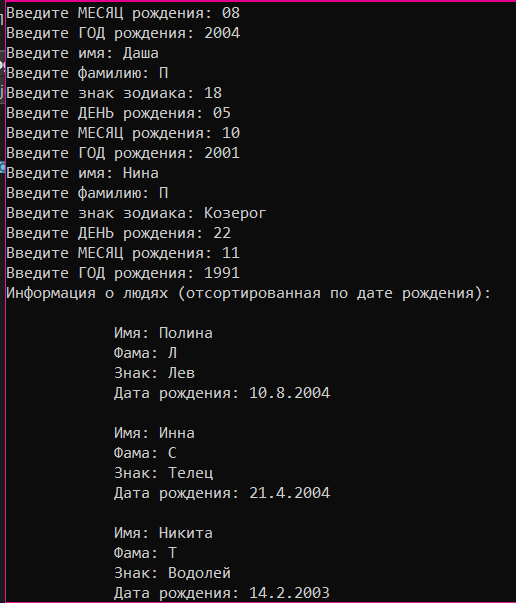 Введите МЕСЯЦ рождения: 08
Введите ГОД рождения: 2004
Введите имя: Даша
Введите фамилию: П
Введите знак зодиака: 18
Введите ДЕНЬ рождения: 05
Введите МЕСЯЦ рождения: 10
Введите ГОД рождения: 2001
Введите имя: Нина
Введите фамилию: П
Введите знак зодиака: Козерог
Введите ДЕНЬ рождения: 22
Введите МЕСЯЦ рождения: 11
Введите ГОД рождения: 1991
Информация о людях (отсортированная по дате рождения):
Имя: Полина
Фама: Л
Знак: Лев
Дата рождения: 10.8.2004
Имя: Инна
Фама: С
Знак: Телец
Дата рождения: 21.4.2004
Имя: Никита
Фама: Т
Знак: Водолей
Дата рождения: 14.2.2003